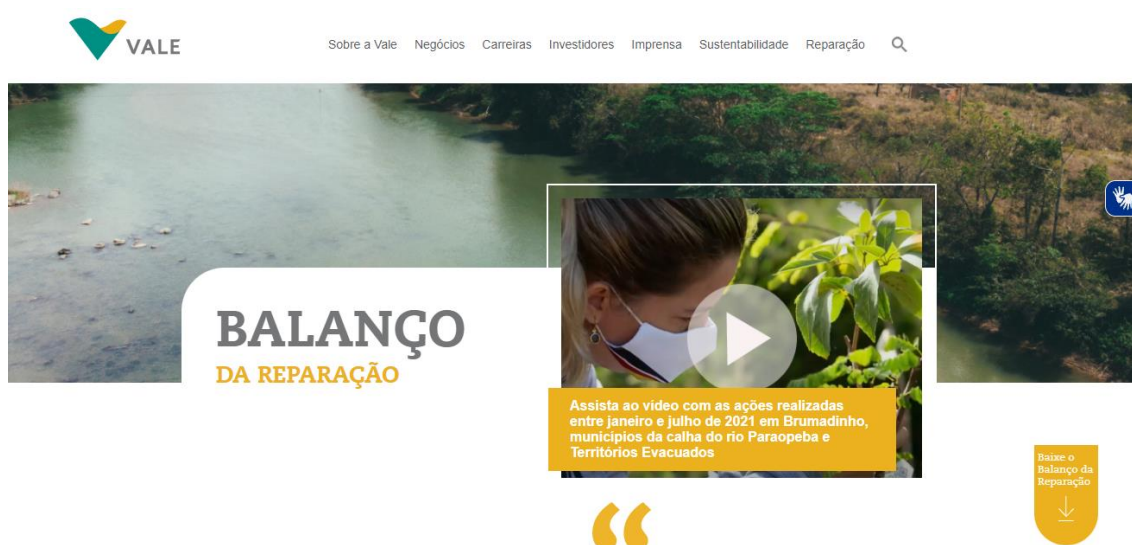 VALE
Sobre a Vale Negócios Carreiras Investidores Imprensa Sustentabilidade Reparação
BALANÇO
DA REPARAÇÃO
Assista ao vídeo com as ações realizadas
entre janeiro e julho de 2021 em Brumadinho,
municípios da calha do rio Paraopeba e
Territórios Evacuados
Baixe o
Balanço da
Reparação
“